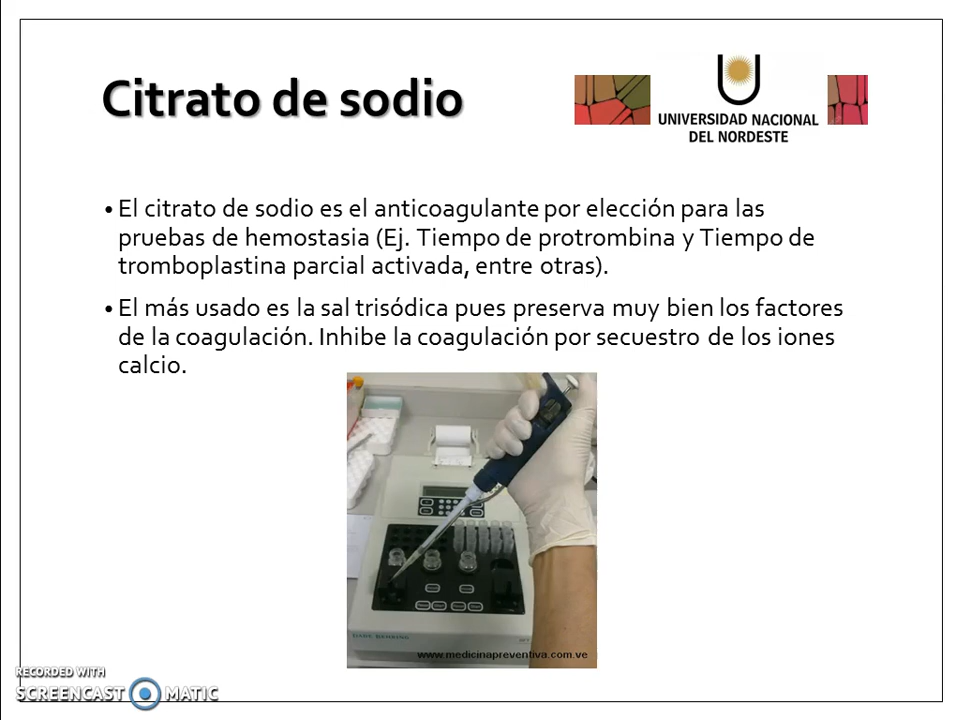 Citrato de sodio
UNIVERSIDAD NACIONAL
DEL NORDESTE
• El citrato de sodio es el anticoagulante por elección para las
pruebas de hemostasia (Ej. Tiempo de protrombina y Tiempo de
tromboplastina parcial activada, entre otras).
• El más usado es la sal trisódica pues preserva muy bien los factores
de la coagulación. Inhibe la coagulación por secuestro de los iones
calcio.
www.medicinapreventiva.com.ve
RECORDED WITH
SCREENCAST MATIC